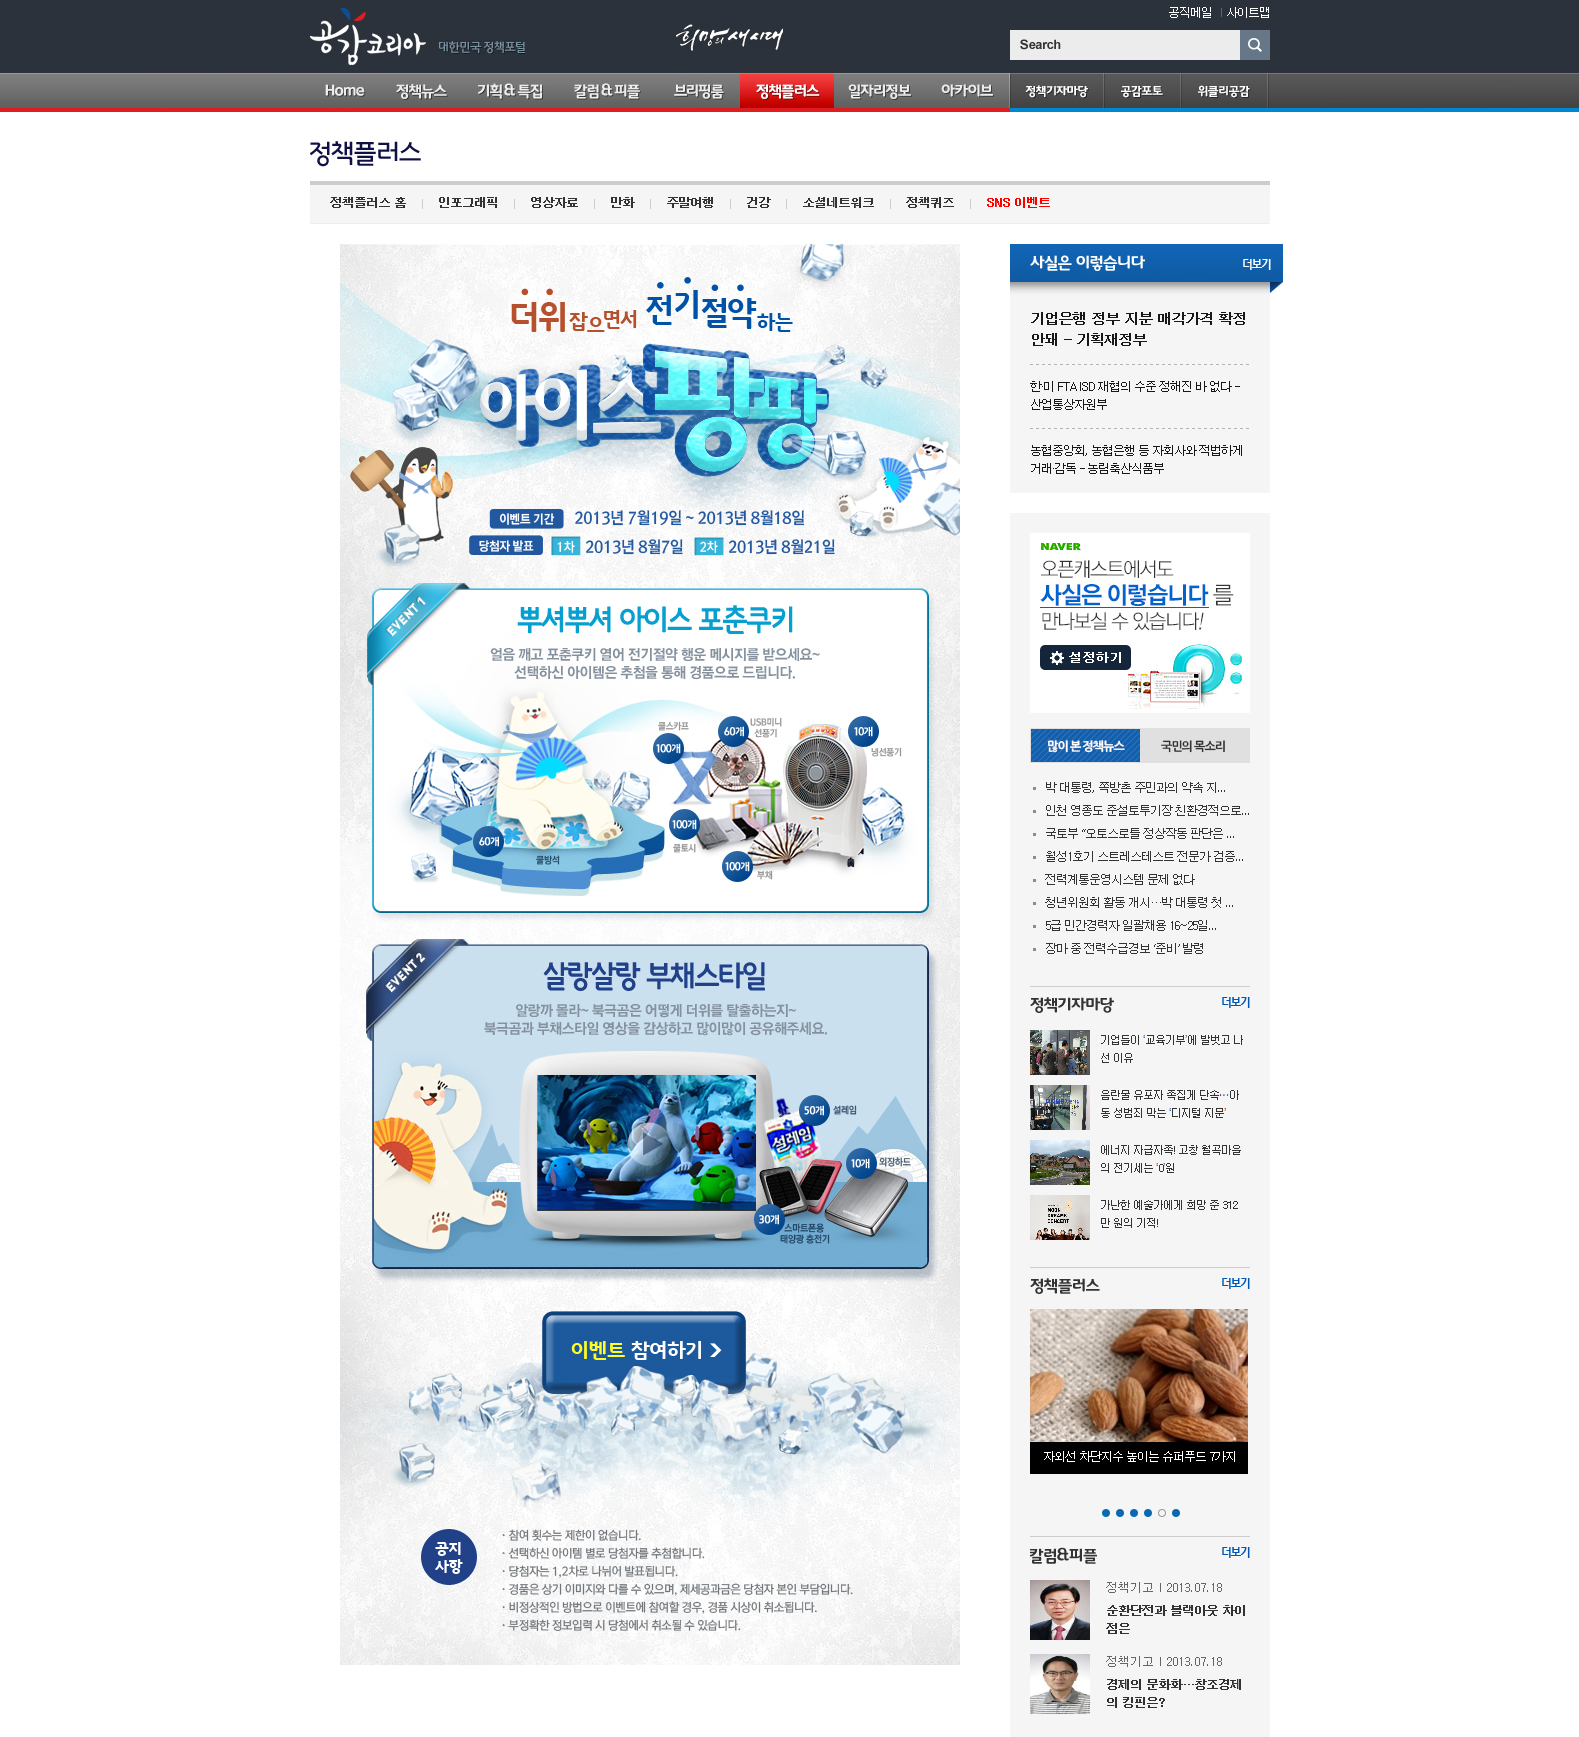 공감코리아 대한민국 정책포털
희망의 새 시대
공직메일 | 사이트맵
Search
Home 정책뉴스 기획&특집 칼럼&피플 브리핑룸 정책플러스 일자리정보 아카이브 정책기자마당 공감포토 위클리공감
정책플러스
정책플러스 홈 인포그래픽 영상자료 만화 주말여행 건강 소셜네트워크 정책퀴즈 SNS 이벤트
더위 잡으면서 전기절약하는
아이스팡팡
이벤트 기간 2013년 7월19일 ~ 2013년 8월18일
당첨자 발표 1차 2013년 8월7일 2차 2013년 8월21일
EVENT 1
뿌셔뿌셔 아이스 포춘쿠키
얼음 깨고 포춘쿠키 열어 전기절약 행운 메시지를 받으세요~
선택하신 아이템은 추첨을 통해 경품으로 드립니다.
쿨스카프 100개
60개 USB미니 선풍기
10개 냉선풍기
100개 쿨토시
60개 쿨방석
100개 부채
EVENT 2
살랑살랑 부채스타일
알랑까 몰라~ 북극곰은 어떻게 더위를 탈출하는지~
북극곰과 부채스타일 영상을 감상하고 많이많이 공유해주세요.
50개 설레임
설레임
10개 외장하드
30개 스마트폰용
태양광 충전기
이벤트 참여하기
공지
사항
· 참여 횟수는 제한이 없습니다.
· 선택하신 아이템 별로 당첨자를 추첨합니다.
· 당첨자는 1,2차로 나뉘어 발표됩니다.
· 경품은 상기 이미지와 다를 수 있으며, 제세공과금은 당첨자 본인 부담입니다.
· 비정상적인 방법으로 이벤트에 참여할 경우, 경품 시상이 취소됩니다.
· 부정확한 정보입력 시 당첨에서 취소될 수 있습니다.
사실은 이렇습니다 더보기
기업은행 정부 지분 매각가격 확정
안돼 – 기획재정부
한·미 FTA ISD 재협의 수준 정해진 바 없다 –
산업통상자원부
농협중앙회, 농협은행 등 자회사와 적법하게
거래·감독 – 농림축산식품부
NAVER
오픈캐스트에서도
사실은 이렇습니다 를
만나보실 수 있습니다!
설정하기
많이 본 정책뉴스 국민의 목소리
박 대통령, 쪽방촌 주민과의 약속 지...
인천 영종도 준설토투기장 친환경적으로...
국토부 “오토스로틀 정상작동 판단은 ...
월성1호기 스트레스테스트 전문가 검증...
전력계통운영시스템 문제 없다
청년위원회 활동 개시…박 대통령 첫 ...
5급 민간경력자 일괄채용 16~25일...
장마 중 전력수급경보 ‘준비’ 발령
정책기자마당 더보기
기업들이 ‘교육기부’에 발벗고 나
선 이유
음란물 유포자 족집게 단속…아
동 성범죄 막는 ‘디지털 지문’
에너지 자급자족! 고창 월곡마을
의 전기세는 ‘0’원
MOON
CONCERT
가난한 예술가에게 희망 준 312
만 원의 기적!
정책플러스 더보기
자외선 차단지수 높이는 슈퍼푸드 7가지
칼럼&피플 더보기
정책기고 | 2013.07.18
순환단전과 블랙아웃 차이
점은
정책기고 | 2013.07.18
경제의 문화화…창조경제
의 킹핀은?